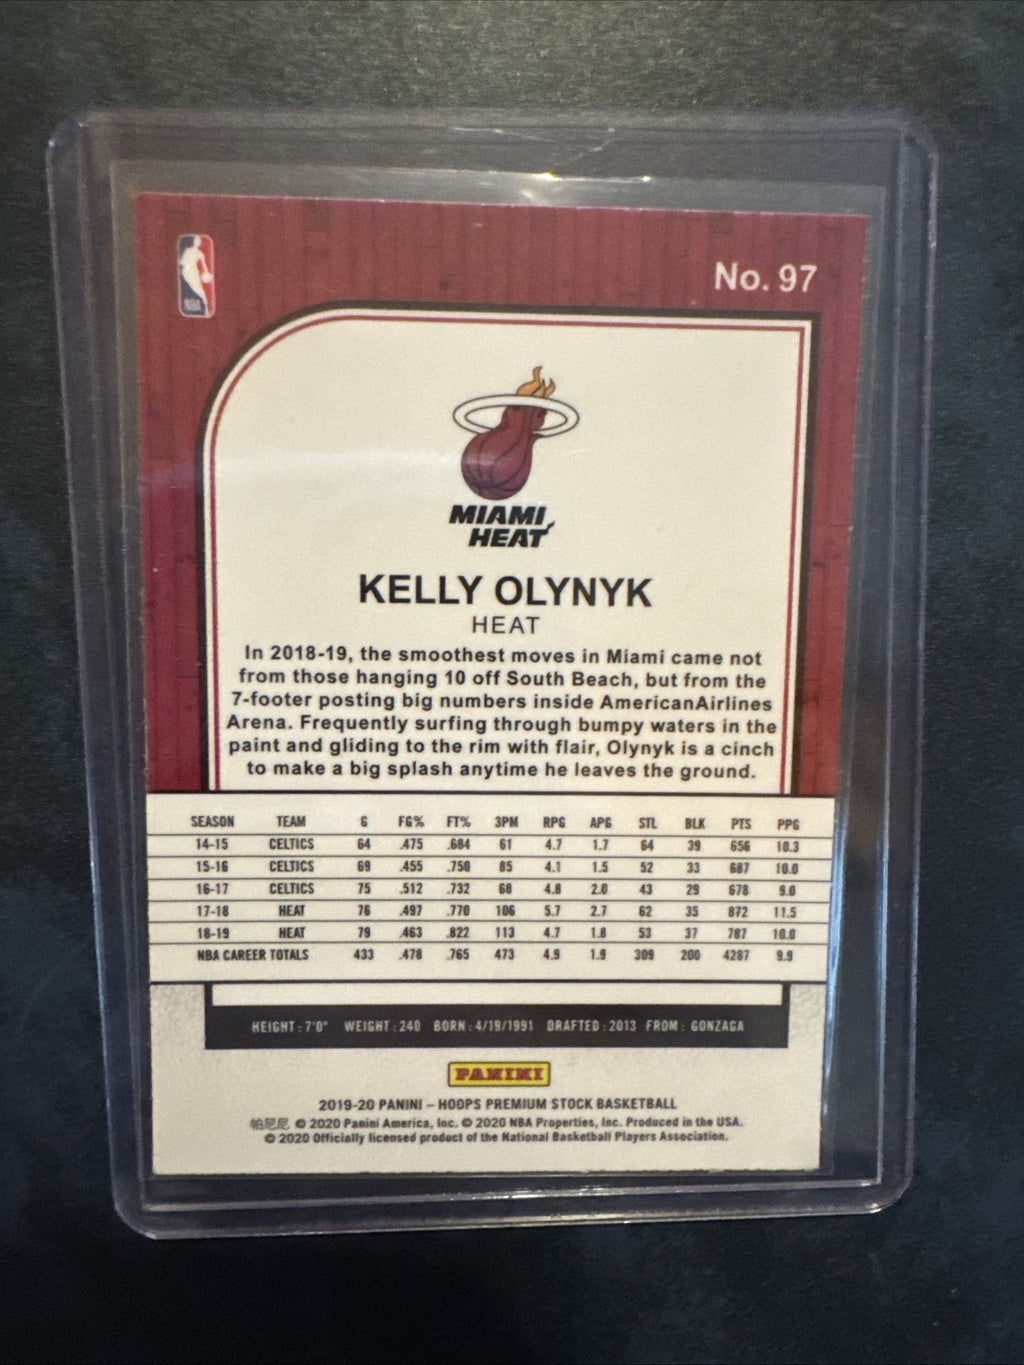 No. 97
MIAMI
HEAT
KELLY OLYNYK
HEAT
In 2018-19, the smoothest moves in Miami came not
from those hanging 10 off South Beach, but from the
7-footer posting big numbers inside AmericanAirlines
Arena. Frequently surfing through bumpy waters in the
paint and gliding to the rim with flair, Olynyk is a cinch
to make a big splash anytime he leaves the ground.
SEASON TEAM G FG% FT% 3PM RPG APG STL BLK PTS PPG
14-15 CELTICS 64 .475 .684 61 4.7 1.7 64 39 656 10.3
15-16 CELTICS 69 .455 .750 85 4.1 1.5 52 33 687 10.0
16-17 CELTICS 75 .512 .732 68 4.8 2.0 43 29 678 9.0
17-18 HEAT 76 .497 .770 106 5.7 2.7 62 35 872 11.5
18-19 HEAT 79 .463 .822 113 4.7 1.8 53 37 787 10.0
NBA CAREER TOTALS 433 .478 .765 473 4.9 1.9 309 200 4287 9.9
HEIGHT: 7'0" WEIGHT: 240 BORN: 4/19/1991 DRAFTED: 2013 FROM: GONZAGA
PANINI
2019-20 PANINI – HOOPS PREMIUM STOCK BASKETBALL
帕尼尼 © 2020 Panini America, Inc. © 2020 NBA Properties, Inc. Produced in the USA.
© 2020 Officially licensed product of the National Basketball Players Association.